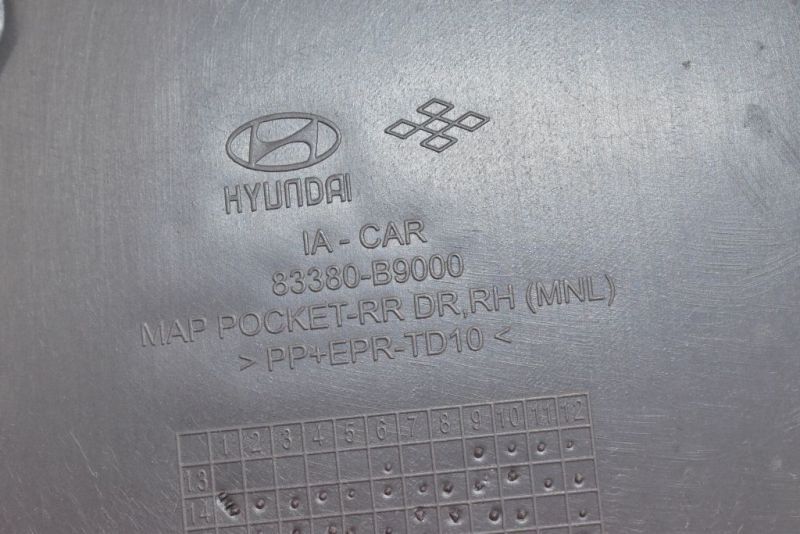 HYUNDAI
IA - CAR
83380-B9000
MAP POCKET-RR DR,RH (MNL)
> PP+EPR-TD10 <
1 2 3 4 5 6 7 8 9 10 11 12
13
14